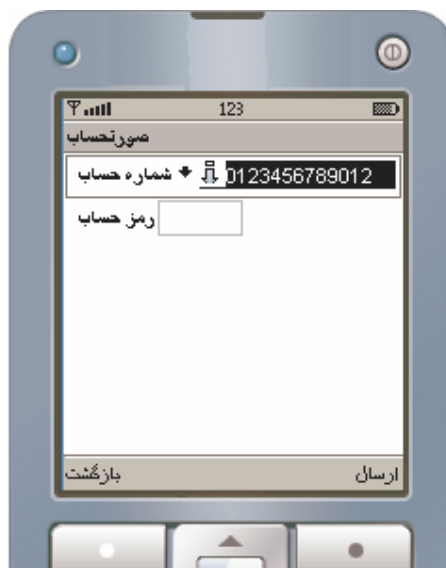 123
صورتحساب
شماره حساب 0123456789012
رمز حساب
ارسال بازگشت